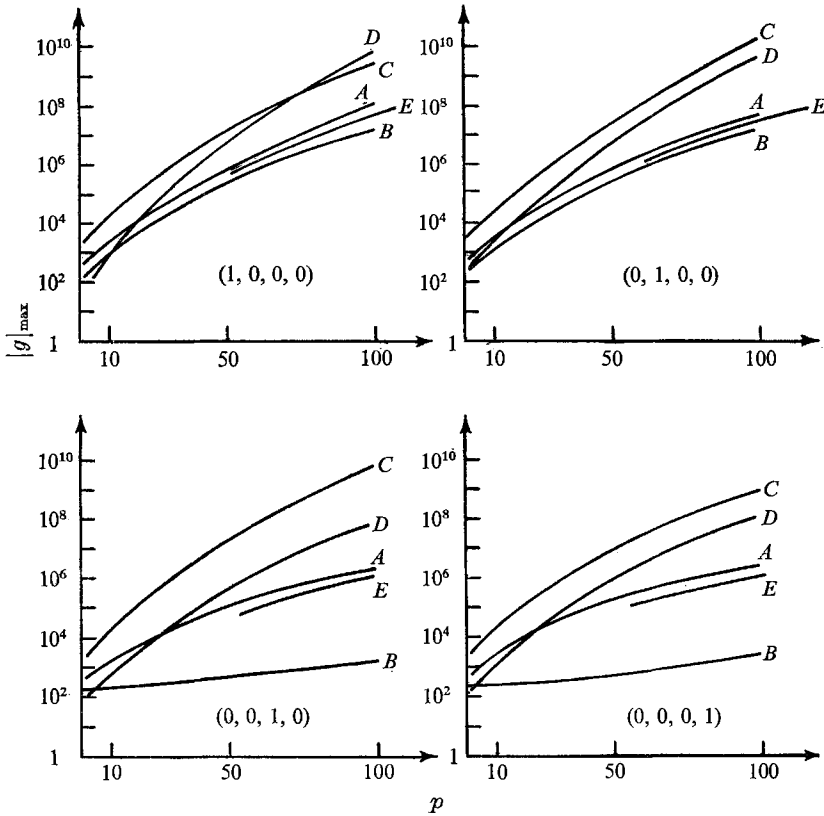 10¹⁰
10⁸
10⁶
10⁴
10²
1
|g|max
D
C
A
E
B
(1, 0, 0, 0)
10 50 100
10¹⁰
10⁸
10⁶
10⁴
10²
1
C
D
A
E
B
(0, 1, 0, 0)
10 50 100
10¹⁰
10⁸
10⁶
10⁴
10²
1
C
D
A
E
B
(0, 0, 1, 0)
10 50 100
10¹⁰
10⁸
10⁶
10⁴
10²
1
C
D
A
E
B
(0, 0, 0, 1)
10 50 100
p